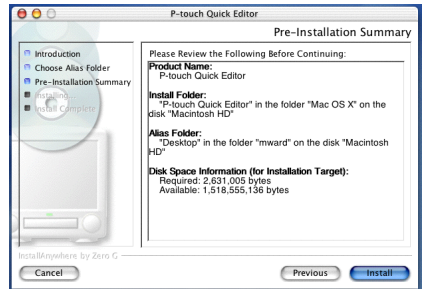 P-touch Quick Editor
Pre-Installation Summary
Introduction
Choose Alias Folder
Pre-Installation Summary
Installing...
Install Complete
Please Review the Following Before Continuing:
Product Name:
P-touch Quick Editor
Install Folder:
"P-touch Quick Editor" in the folder "Mac OS X" on the
disk "Macintosh HD"
Alias Folder:
"Desktop" in the folder "mward" on the disk "Macintosh
HD"
Disk Space Information (for Installation Target):
Required: 2,631,005 bytes
Available: 1,518,555,136 bytes
InstallAnywhere by Zero G
Cancel
Previous
Install